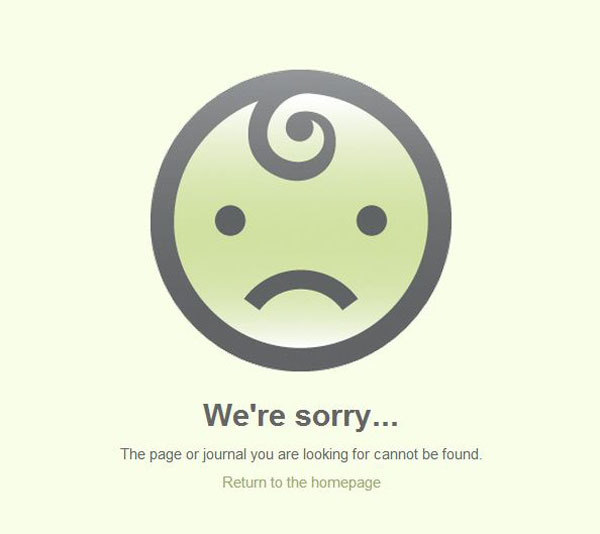 We're sorry...
The page or journal you are looking for cannot be found.
Return to the homepage